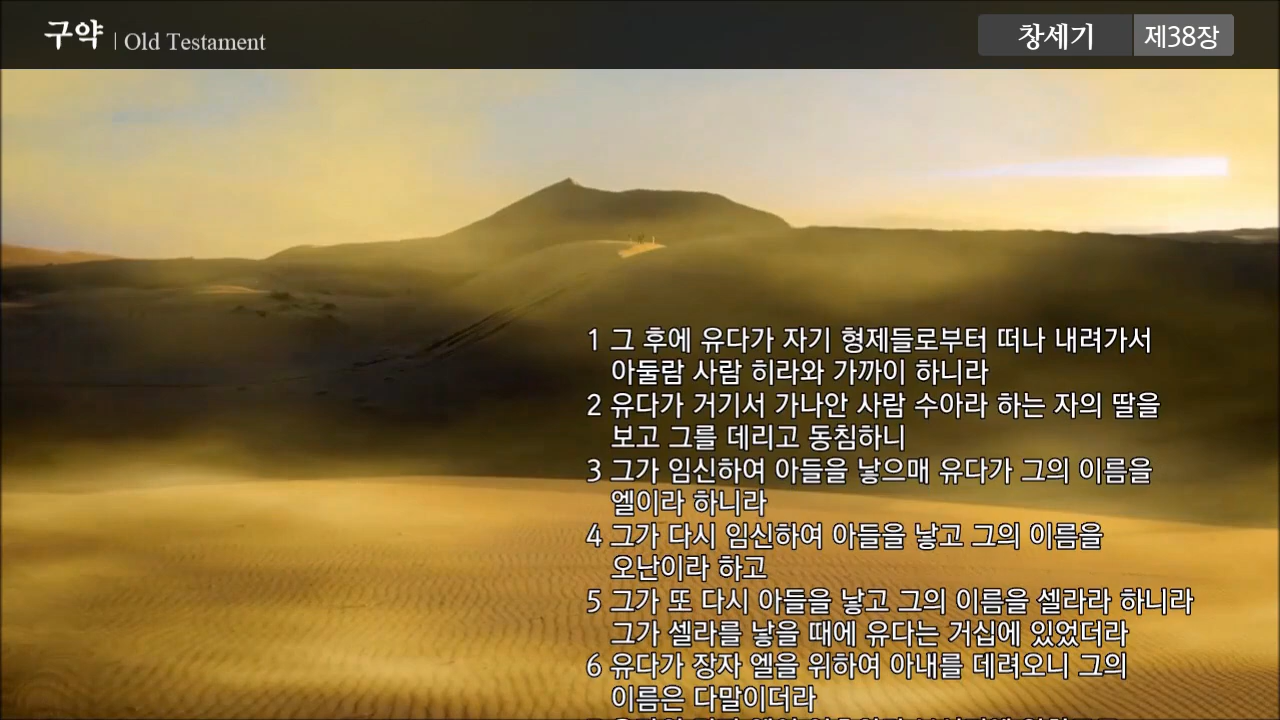 구약 | Old Testament
창세기 제38장
1 그 후에 유다가 자기 형제들로부터 떠나 내려가서
아둘람 사람 히라와 가까이 하니라
2 유다가 거기서 가나안 사람 수아라 하는 자의 딸을
보고 그를 데리고 동침하니
3 그가 임신하여 아들을 낳으매 유다가 그의 이름을
엘이라 하니라
4 그가 다시 임신하여 아들을 낳고 그의 이름을
오난이라 하고
5 그가 또 다시 아들을 낳고 그의 이름을 셀라라 하니라
그가 셀라를 낳을 때에 유다는 거십에 있었더라
6 유다가 장자 엘을 위하여 아내를 데려오니 그의
이름은 다말이더라